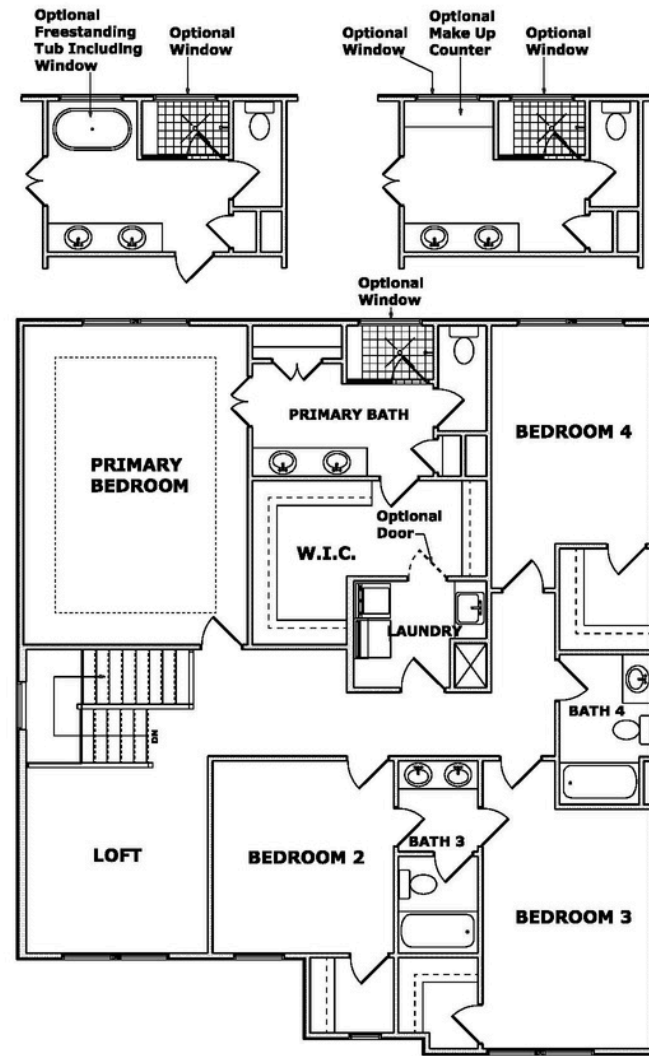 Optional
Freestanding
Tub Including
Window
Optional
Window
Optional
Window
Optional
Make Up
Counter
Optional
Window
Optional
Window
PRIMARY BATH
BEDROOM 4
PRIMARY
BEDROOM
Optional
Door
W.I.C.
LAUNDRY
BATH 4
DN
LOFT
BEDROOM 2
BATH 3
BEDROOM 3